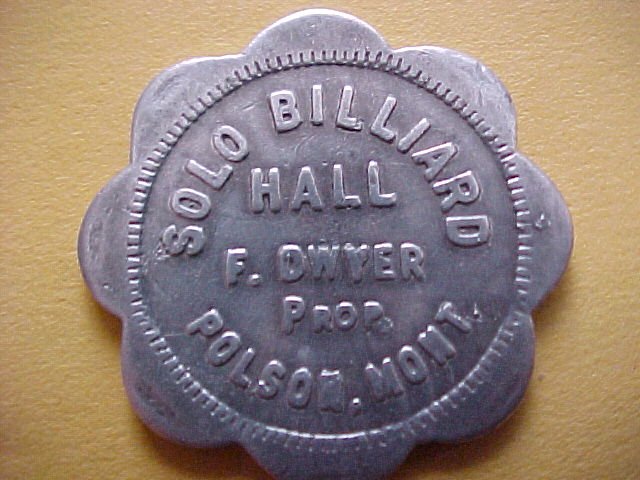 SOLO BILLIARD
HALL
F. DWYER
PROP.
POLSON, MONT.